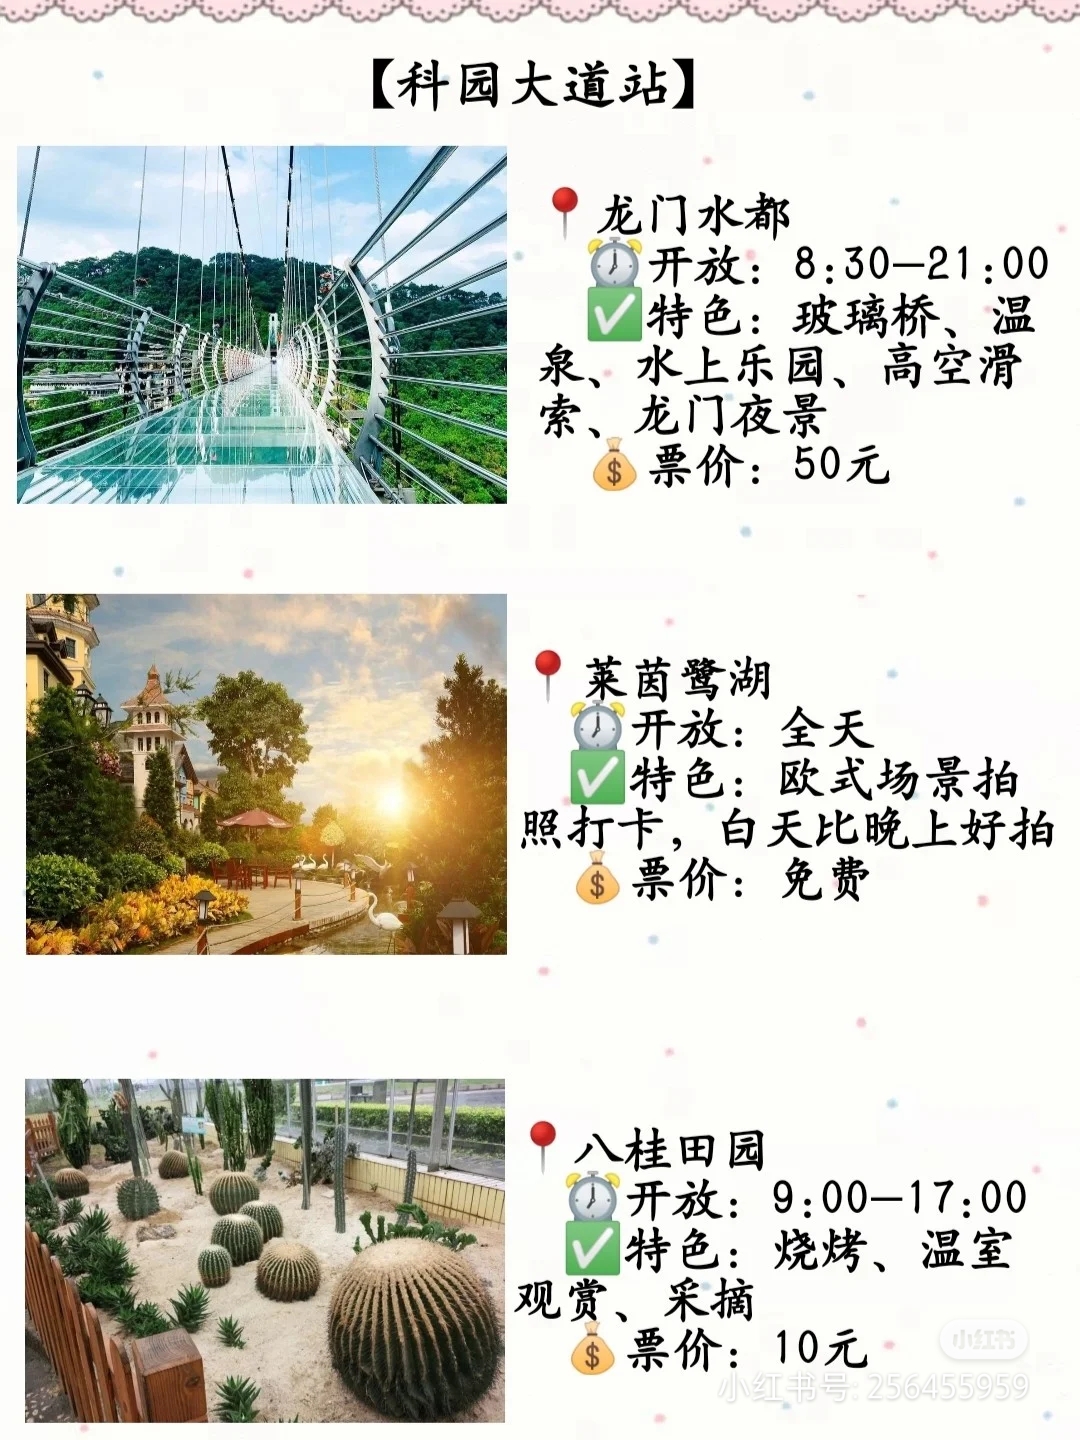 【科园大道站】
📍龙门水都
⏰开放：8:30—21:00
✅特色：玻璃桥、温
泉、水上乐园、高空滑
索、龙门夜景
💰票价：50元
📍莱茵鹭湖
⏰开放：全天
✅特色：欧式场景拍
照打卡，白天比晚上好拍
💰票价：免费
📍八桂田园
⏰开放：9:00—17:00
✅特色：烧烤、温室
观赏、采摘
💰票价：10元
小红书
小红书号: 256455959